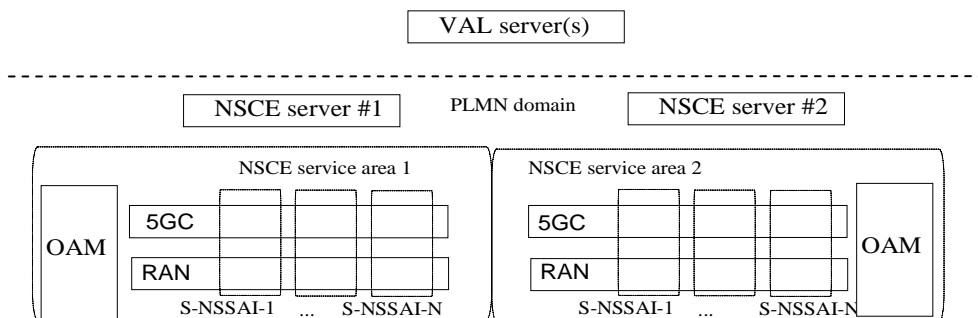 VAL server(s)
NSCE server #1
PLMN domain
NSCE server #2
NSCE service area 1
NSCE service area 2
OAM
5GC
RAN
S-NSSAI-1 ... S-NSSAI-N
5GC
RAN
S-NSSAI-1 ... S-NSSAI-N
OAM